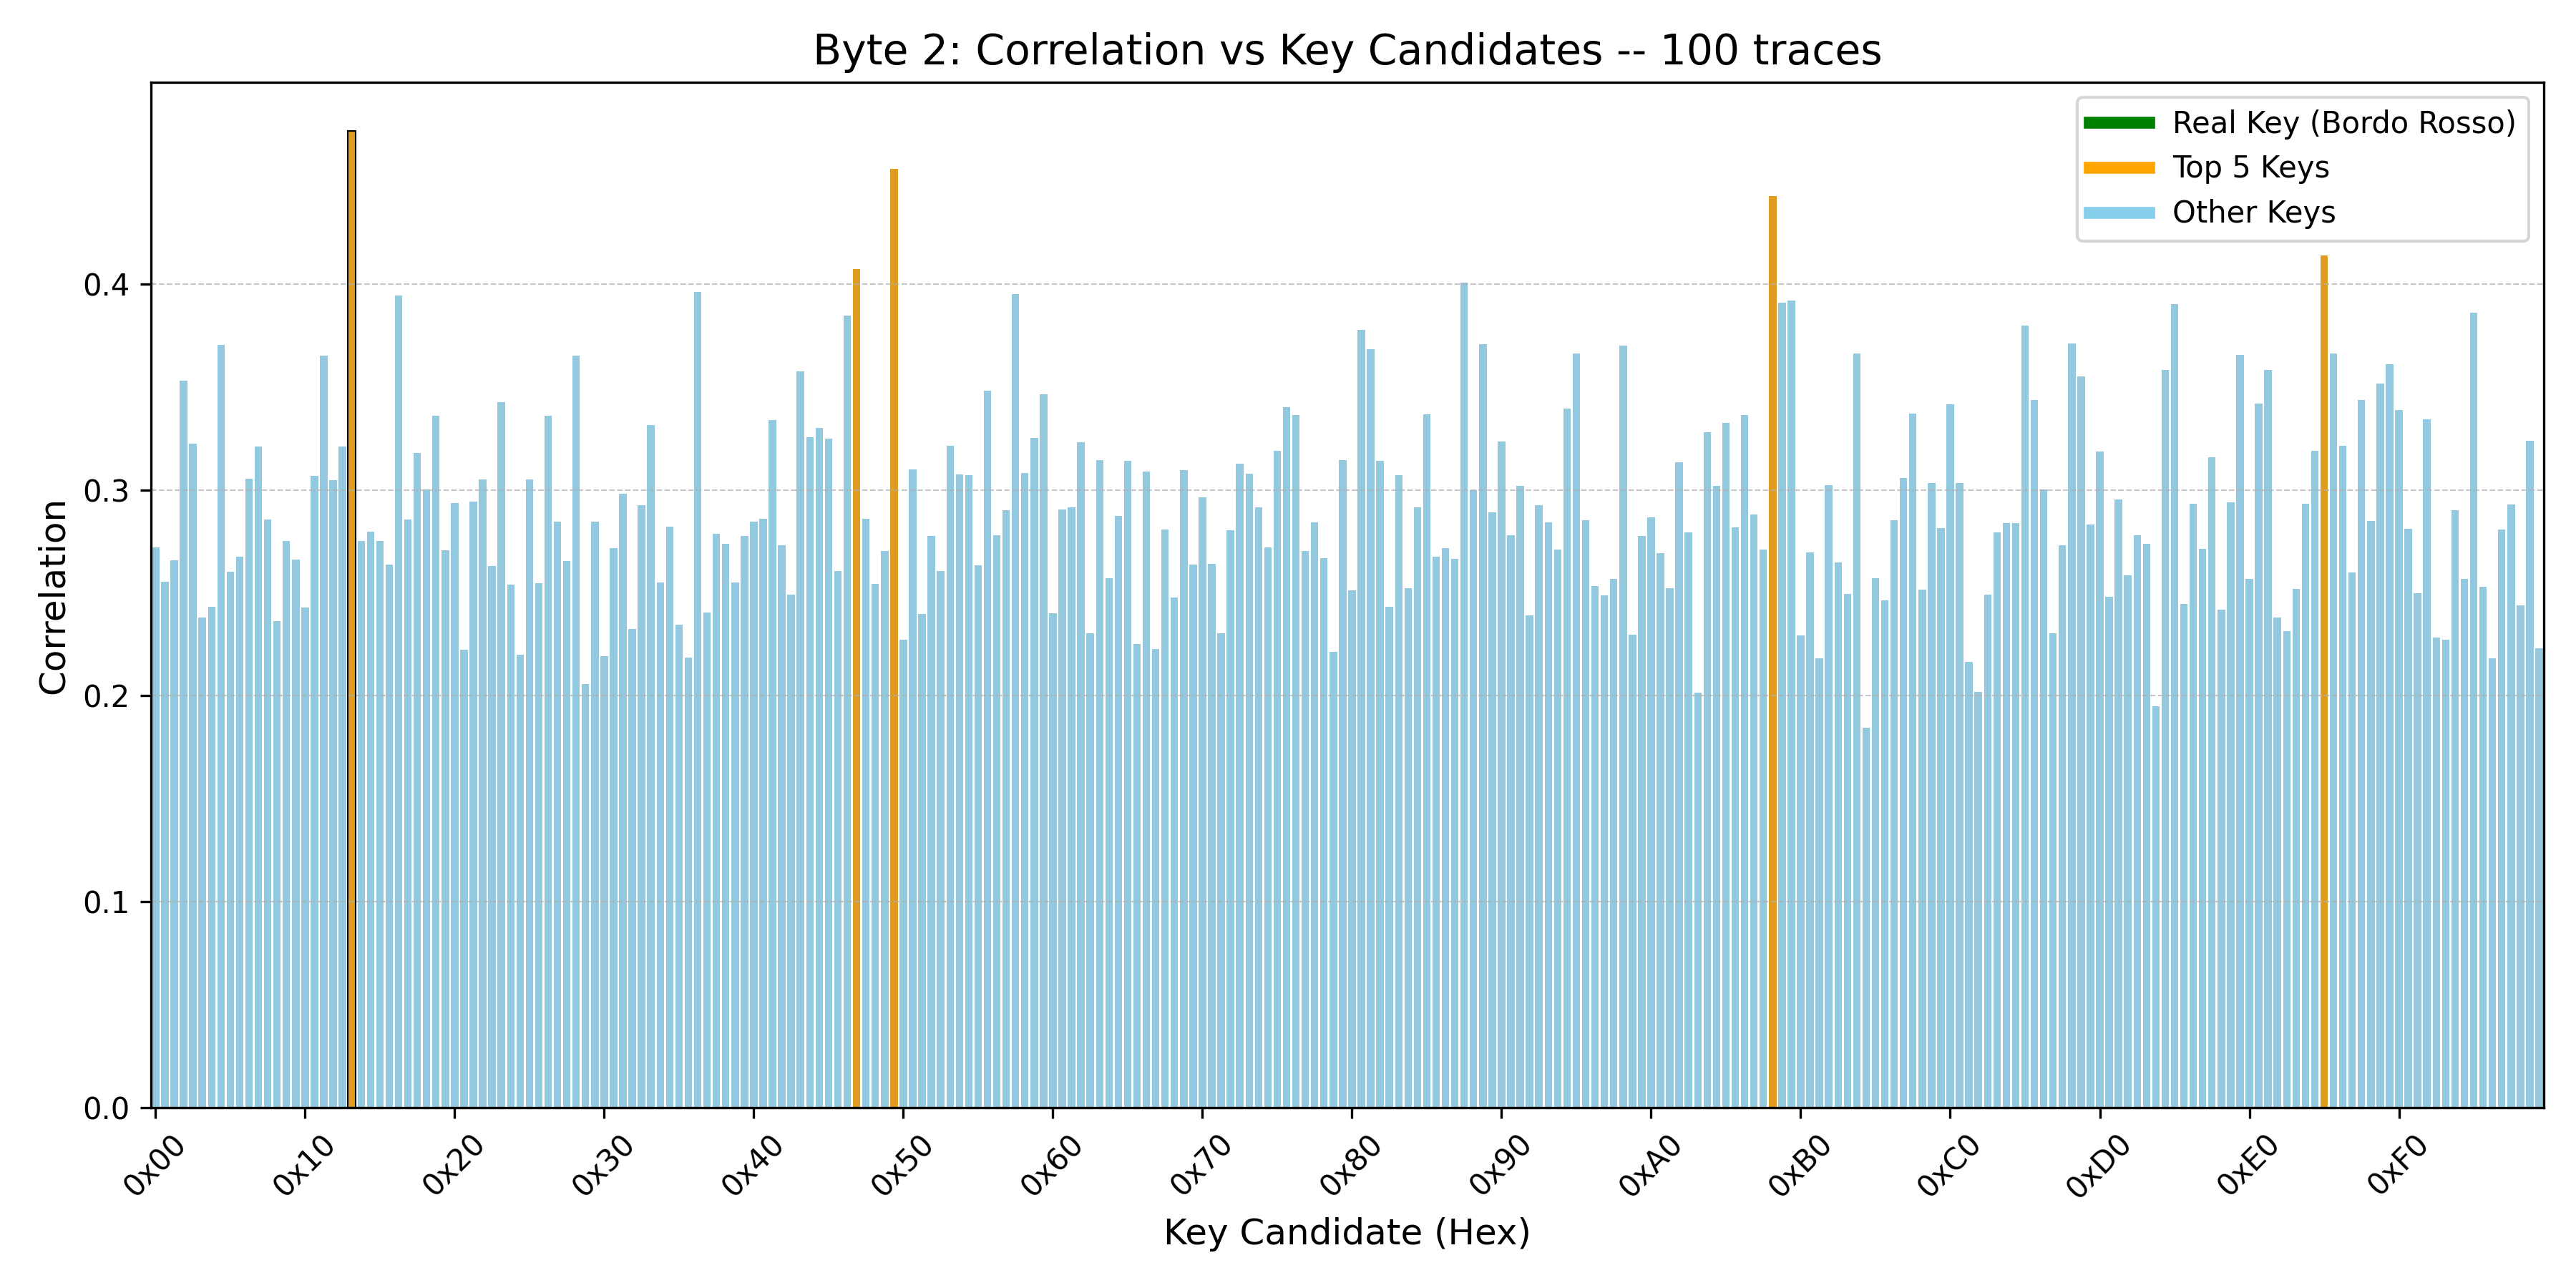 Byte 2: Correlation vs Key Candidates -- 100 traces
Real Key (Bordo Rosso)
Top 5 Keys
Other Keys
Correlation
0.4
0.3
0.2
0.1
0.0
0x00 0x10 0x20 0x30 0x40 0x50 0x60 0x70 0x80 0x90 0xA0 0xB0 0xC0 0xD0 0xE0 0xF0
Key Candidate (Hex)